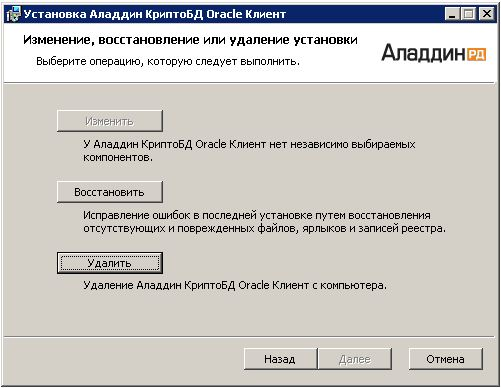 Установка Аладдин КриптоБД Oracle Клиент
Изменение, восстановление или удаление установки
Выберите операцию, которую следует выполнить.
Аладдин РД
Изменить
У Аладдин КриптоБД Oracle Клиент нет независимо выбираемых
компонентов.
Восстановить
Исправление ошибок в последней установке путем восстановления
отсутствующих и поврежденных файлов, ярлыков и записей реестра.
Удалить
Удаление Аладдин КриптоБД Oracle Клиент с компьютера.
Назад Далее Отмена